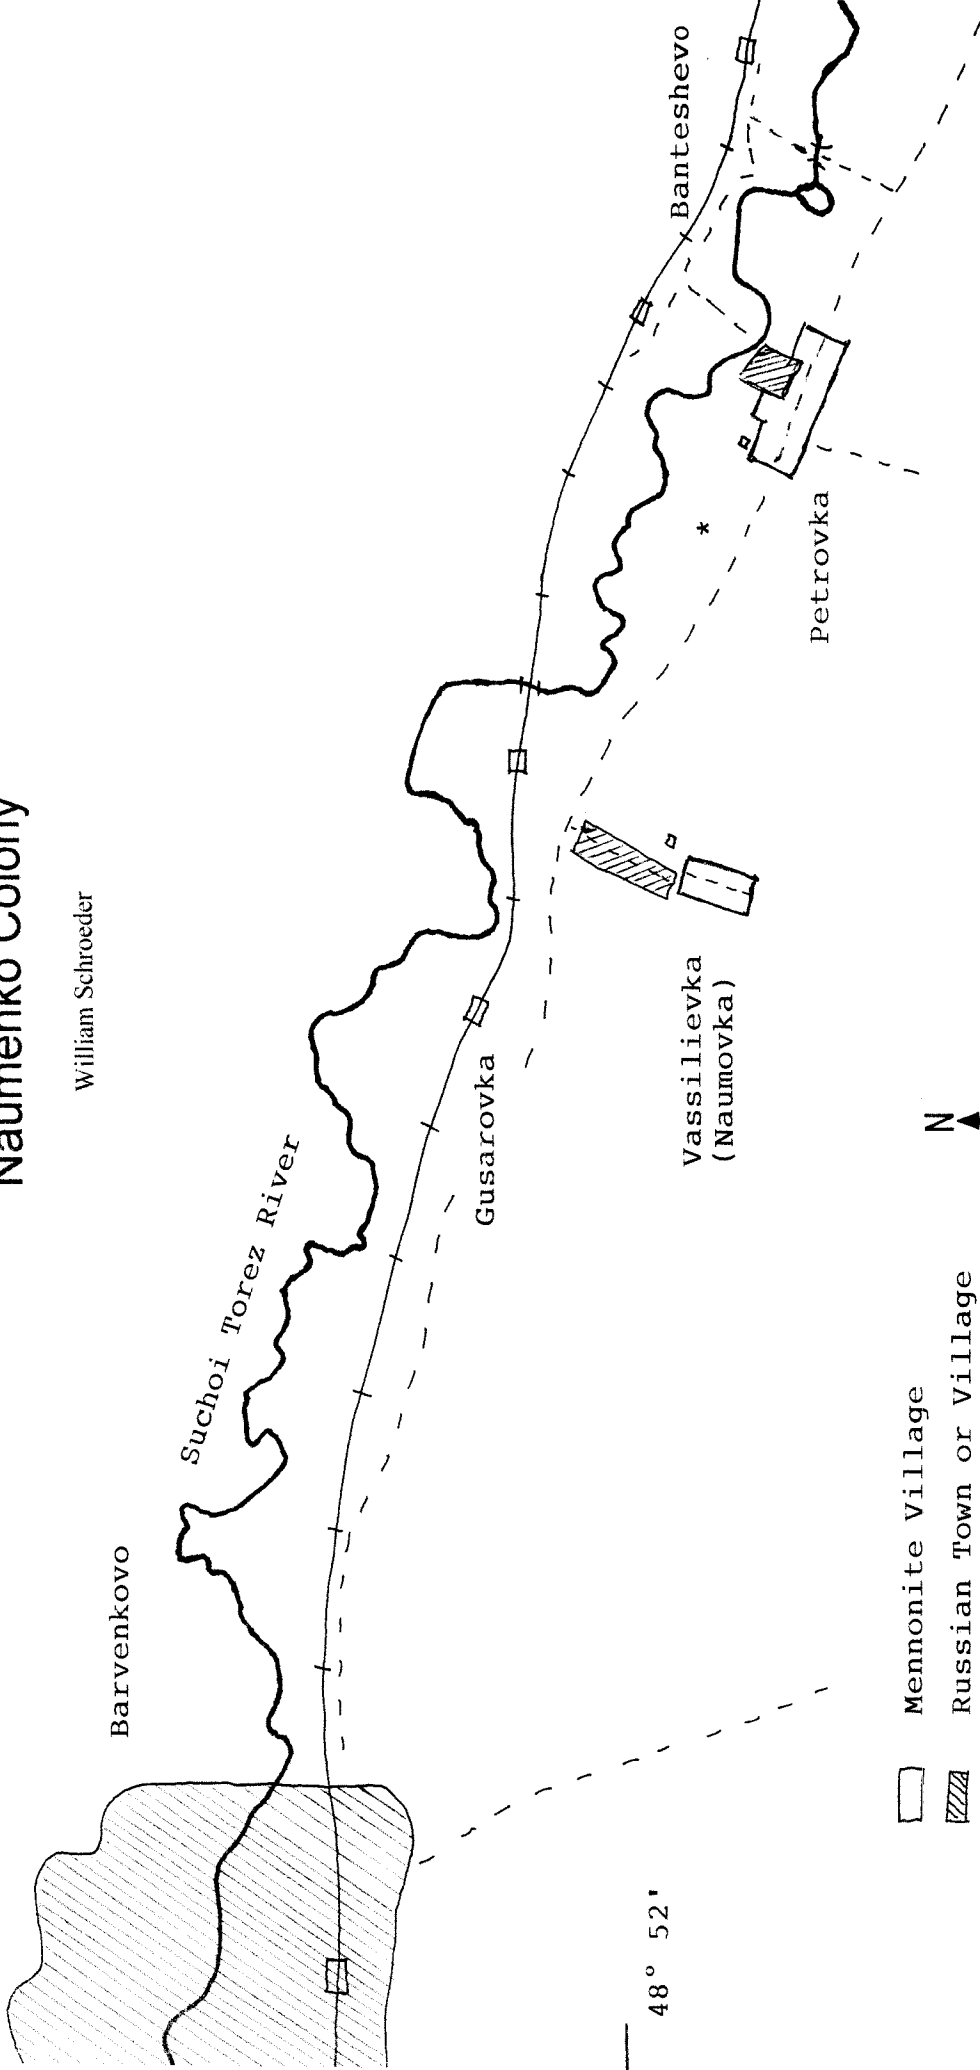 Naumenko Colony
William Schroeder
Barvenkovo
Suchoi Torez River
Gusarovka
Banteshevo
Vassilievka
(Naumovka)
*
Petrovka
48° 52'
N
Mennonite Village
Russian Town or Village